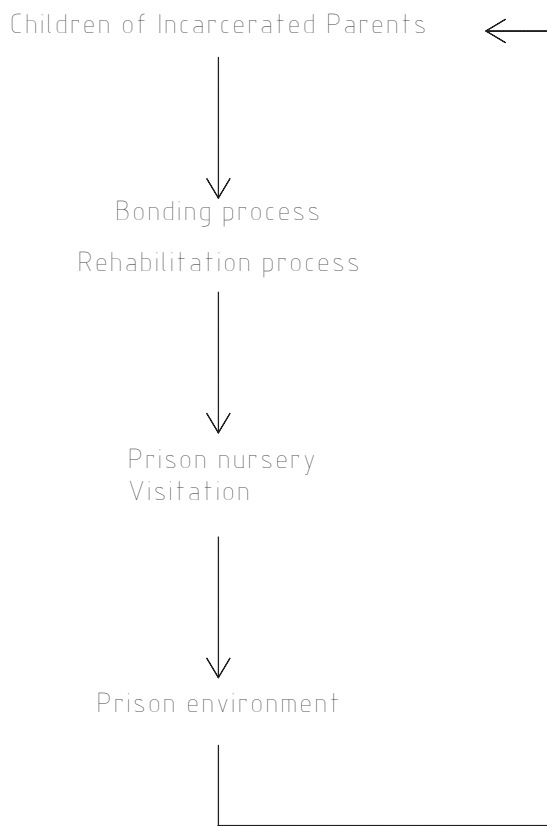 Children of Incarcerated Parents
Bonding process
Rehabilitation process
Prison nursery
Visitation
Prison environment